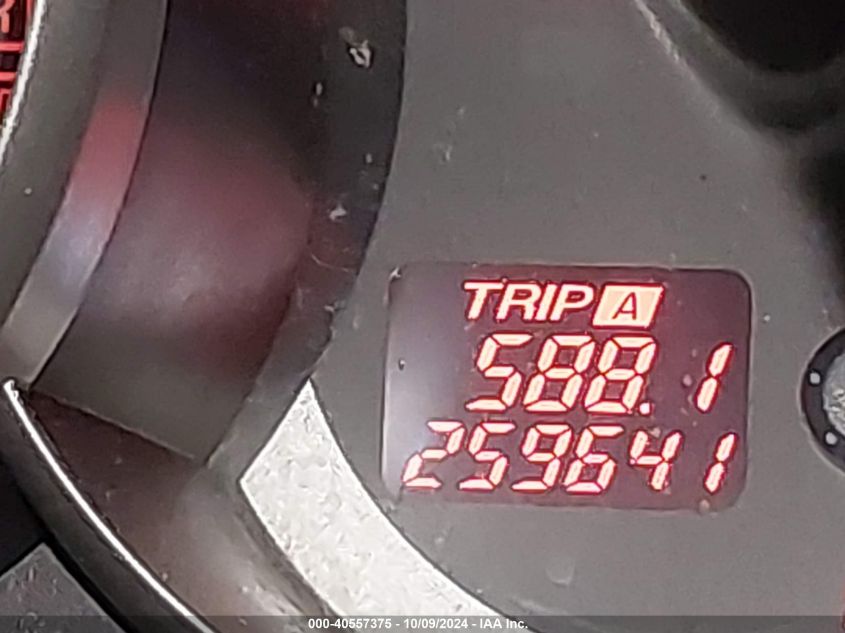 TRIP A
588.1
259641
000-40557375 - 10/09/2024 - IAA Inc.